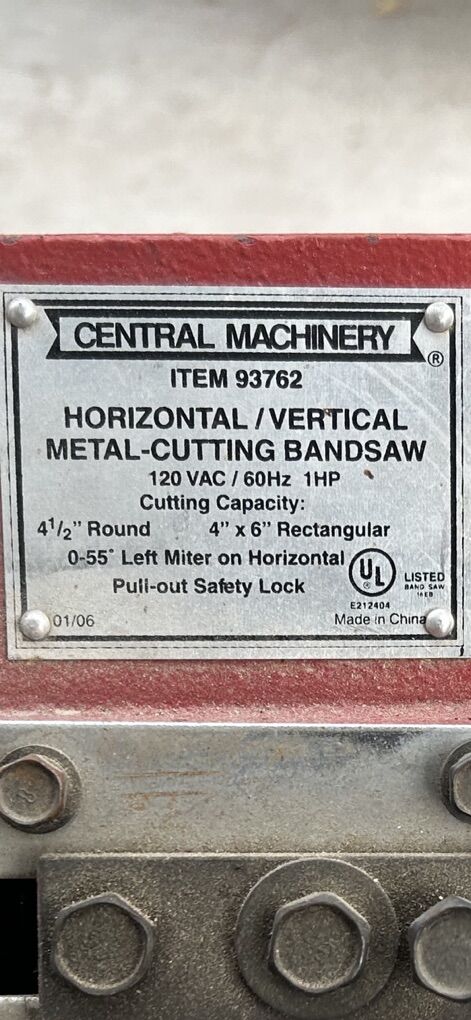 CENTRAL MACHINERY ®
ITEM 93762
HORIZONTAL / VERTICAL
METAL-CUTTING BANDSAW
120 VAC / 60Hz 1HP
Cutting Capacity:
4 1/2" Round 4" x 6" Rectangular
0-55° Left Miter on Horizontal
Pull-out Safety Lock
UL
LISTED
BAND SAW
E212404
01/06
Made in China